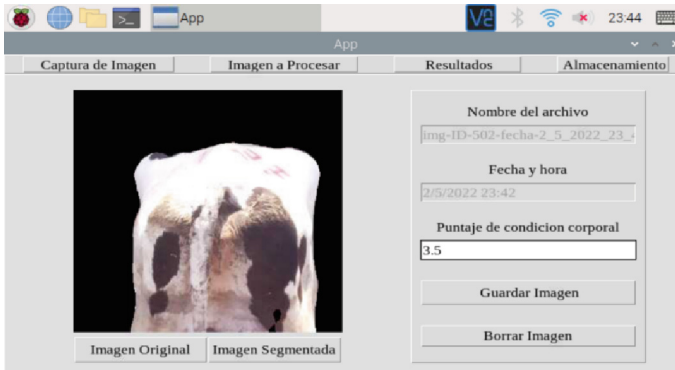 App
V2
23:44
App
Captura de Imagen
Imagen a Procesar
Resultados
Almacenamiento
Nombre del archivo
img-ID-502-fecha-2_5_2022_23_
Fecha y hora
2/5/2022 23:42
Puntaje de condicion corporal
3.5
Guardar Imagen
Borrar Imagen
Imagen Original
Imagen Segmentada